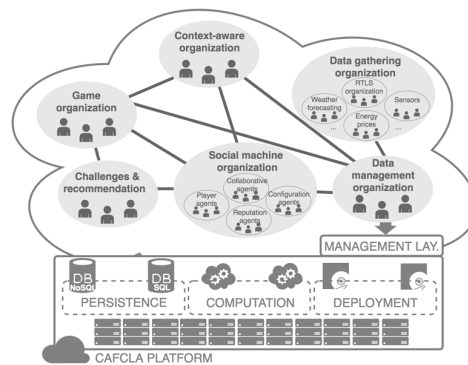 Context-aware
organization
Data gathering
organization
RTLS
organization
Weather
forecasting
Sensors
Energy
prices
...
...
Game
organization
Social machine
organization
Collaborative
agents
Player
agents
Configuration
agents
Reputation
agents
Challenges &
recommendation
Data
management
organization
MANAGEMENT LAY.
DB
NoSQL
DB
SQL
PERSISTENCE
COMPUTATION
DEPLOYMENT
CAFCLA PLATFORM